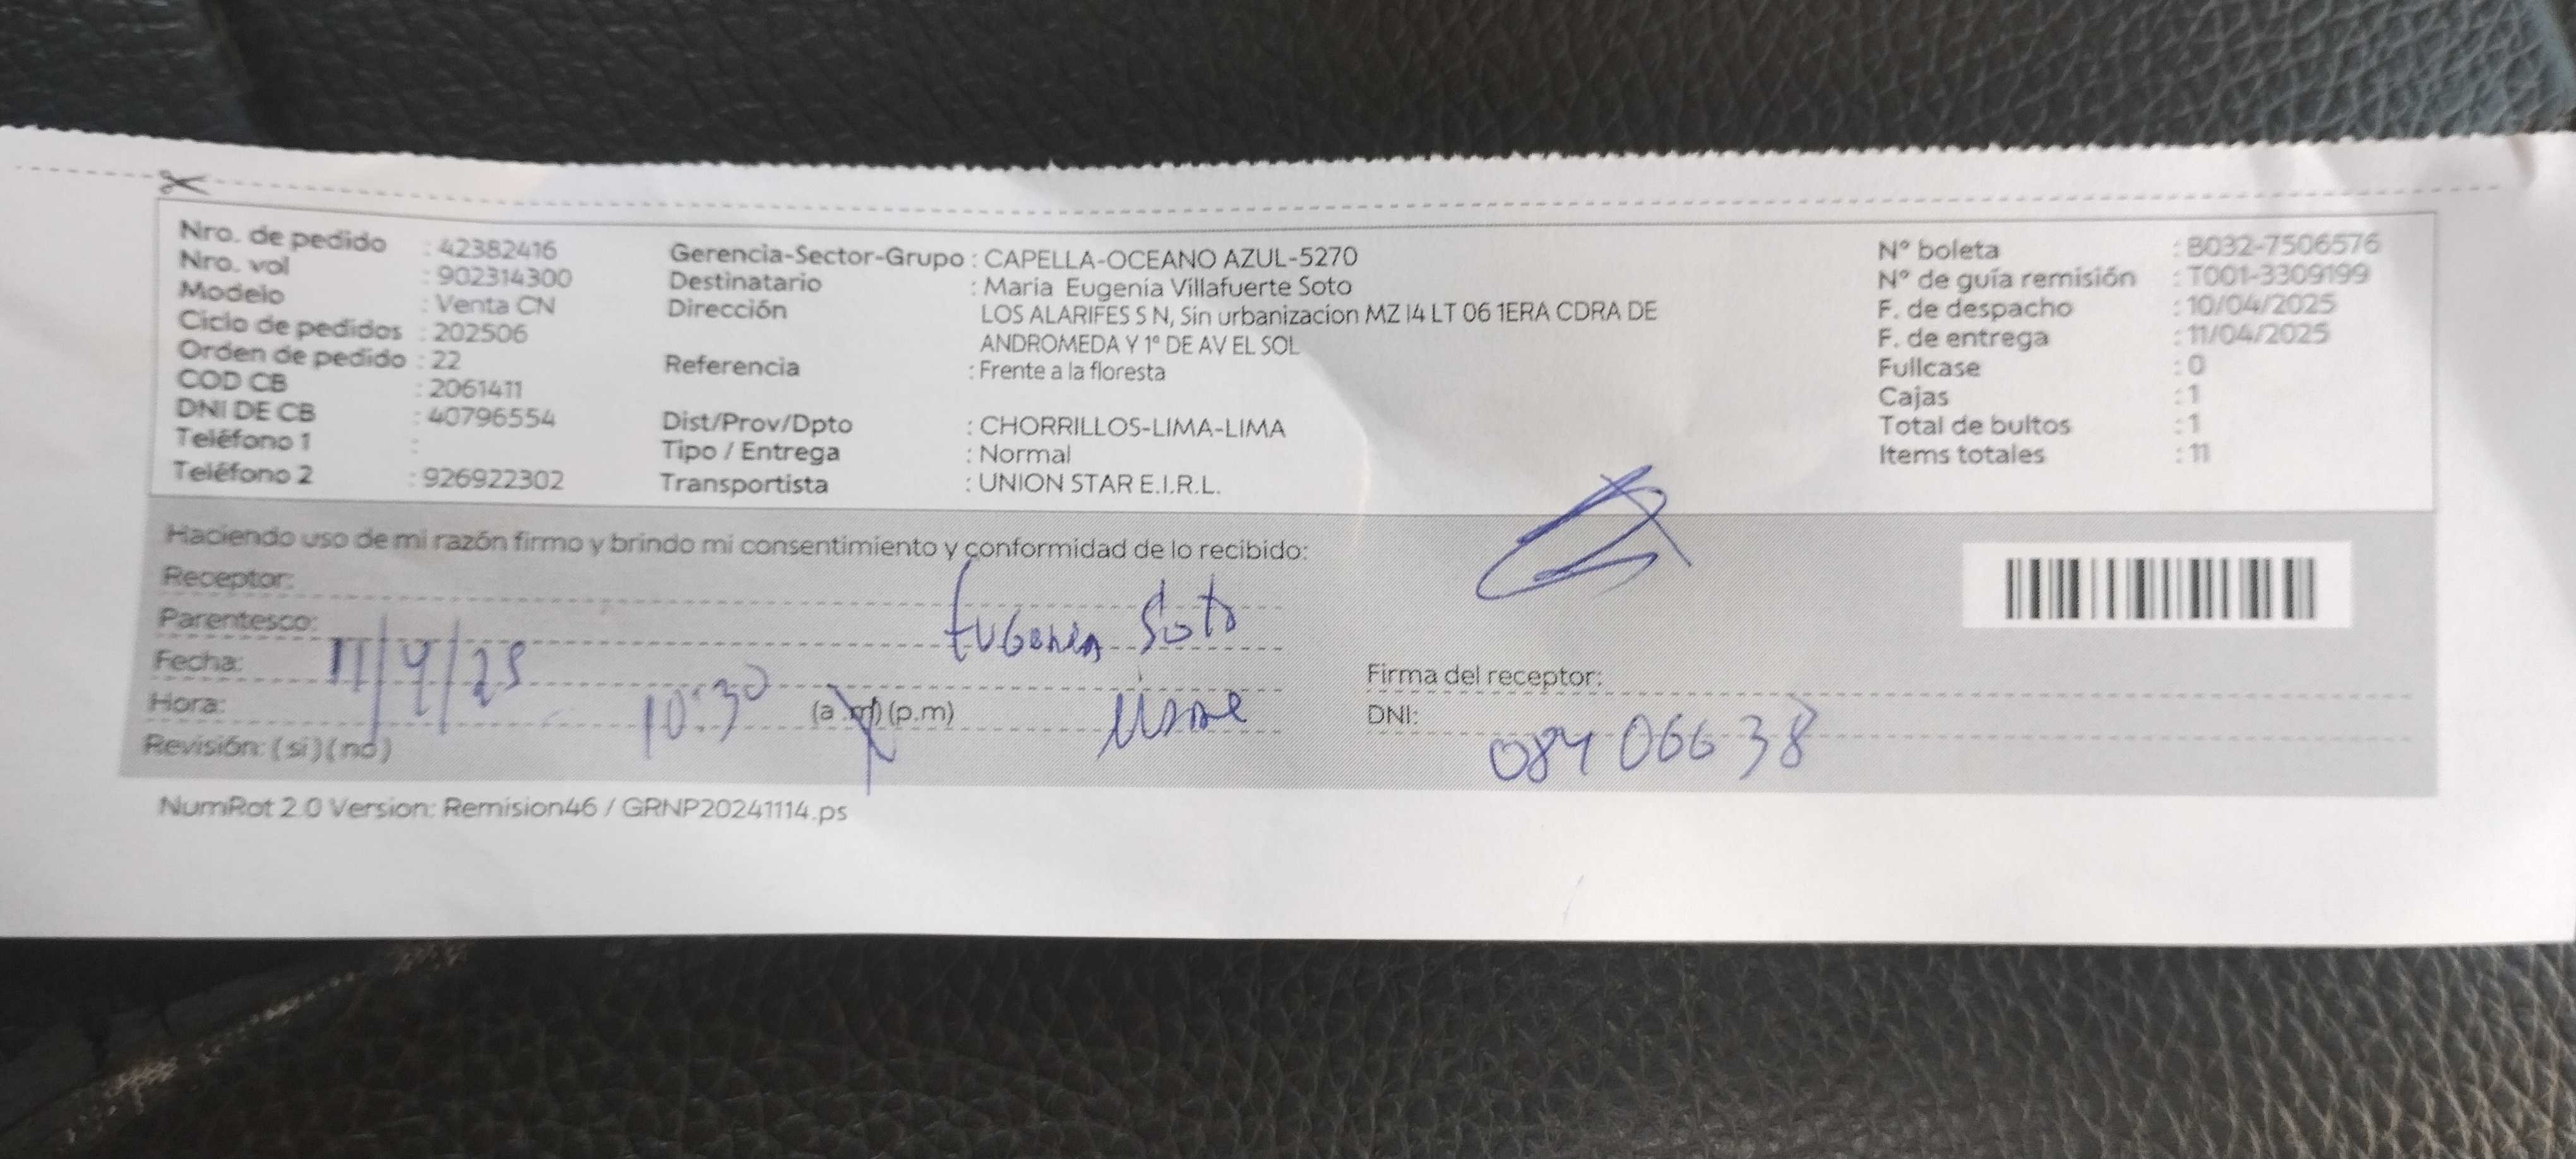 Nro. de pedido : 42382416
Nro. vol : 902314300
Modelo : Venta CN
Ciclo de pedidos : 202506
Orden de pedido : 22
COD CB : 2061411
DNI DE CB : 40796554
Teléfono 1 :
Teléfono 2 : 926922302
Gerencia-Sector-Grupo : CAPELLA-OCEANO AZUL-5270
Destinatario : Maria Eugenia Villafuerte Soto
Dirección LOS ALARIFES S N, Sin urbanizacion MZ I4 LT 06 1ERA CDRA DE
ANDROMEDA Y 1° DE AV EL SOL
Referencia : Frente a la floresta
Dist/Prov/Dpto : CHORRILLOS-LIMA-LIMA
Tipo / Entrega : Normal
Transportista : UNION STAR E.I.R.L.
N° boleta : B032-7506576
N° de guía remisión : T001-3309199
F. de despacho : 10/04/2025
F. de entrega : 11/04/2025
Fullcase : 0
Cajas : 1
Total de bultos : 1
Items totales : 11
Haciendo uso de mi razón firmo y brindo mi consentimiento y conformidad de lo recibido:
Receptor:
Parentesco: Eugenia Soto
Fecha: 11/4/25
Hora: 10:30 (a .m) (p.m)
Revisión: (si) (no)
Firma del receptor:
DNI: 08406638
NumRot 2.0 Version: Remision46 / GRNP20241114.ps